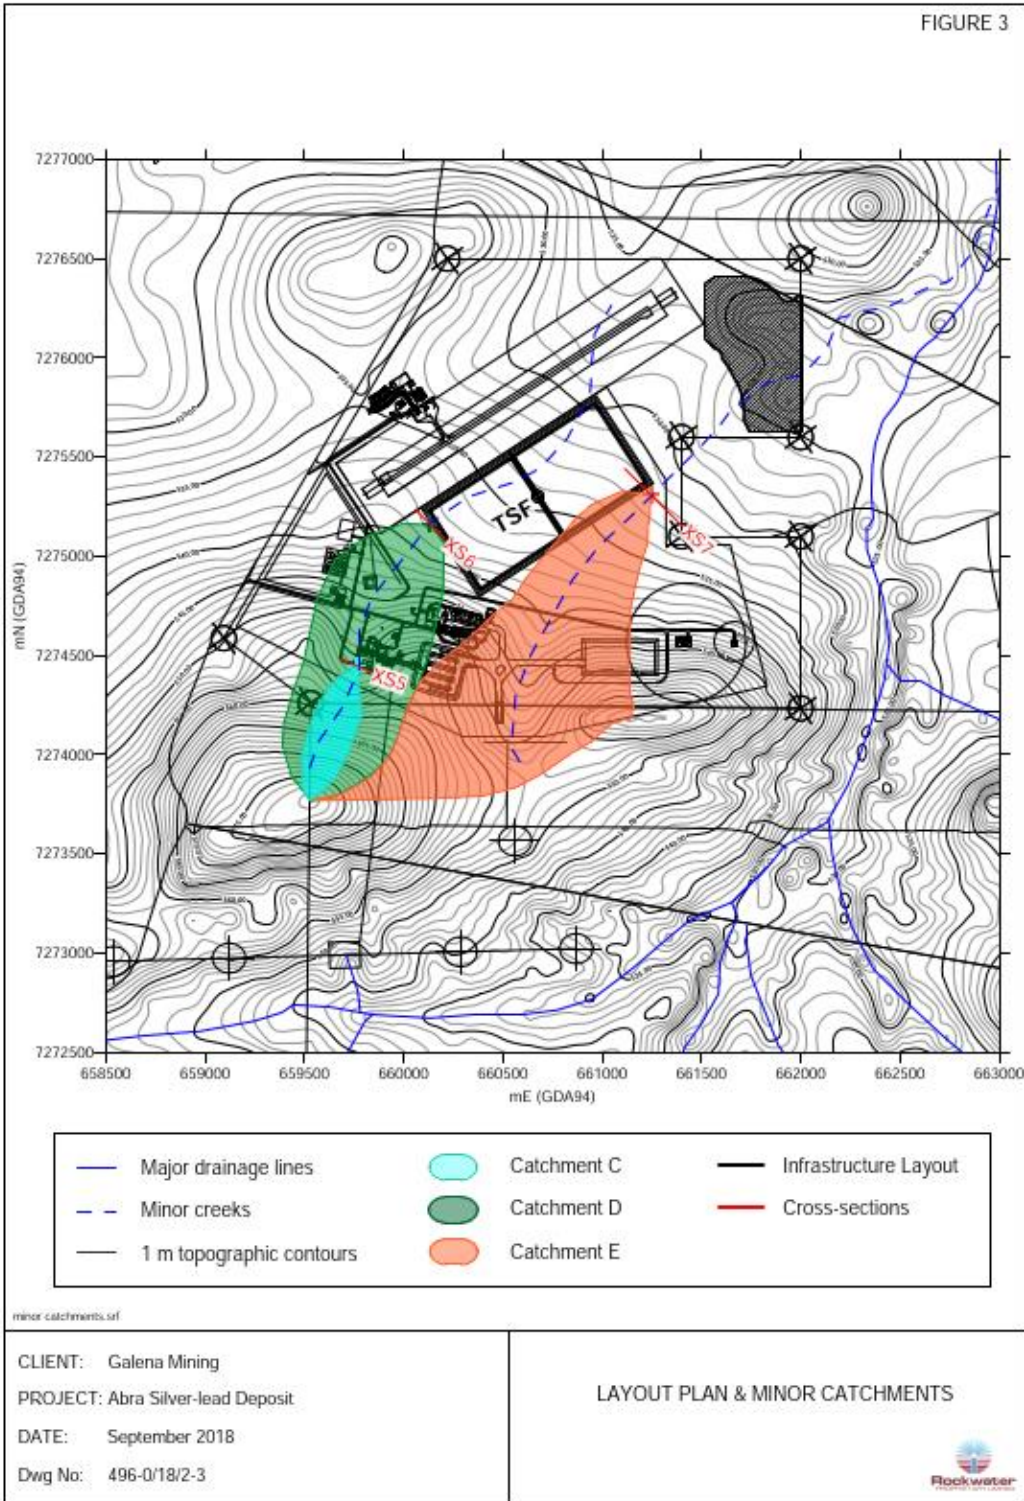 FIGURE 3
7277000
7276500
7276000
7275500
7275000
7274500
7274000
7273500
7273000
7272500
mN (GDA94)
TSF
XS6
XS7
XS5
658500 659000 659500 660000 660500 661000 661500 662000 662500 663000
mE (GDA94)
Major drainage lines Catchment C Infrastructure Layout
Minor creeks Catchment D Cross-sections
1 m topographic contours Catchment E
minor catchments.srf
CLIENT: Galena Mining
PROJECT: Abra Silver-lead Deposit
DATE: September 2018
Dwg No: 496-0/18/2-3
LAYOUT PLAN & MINOR CATCHMENTS
Rockwater